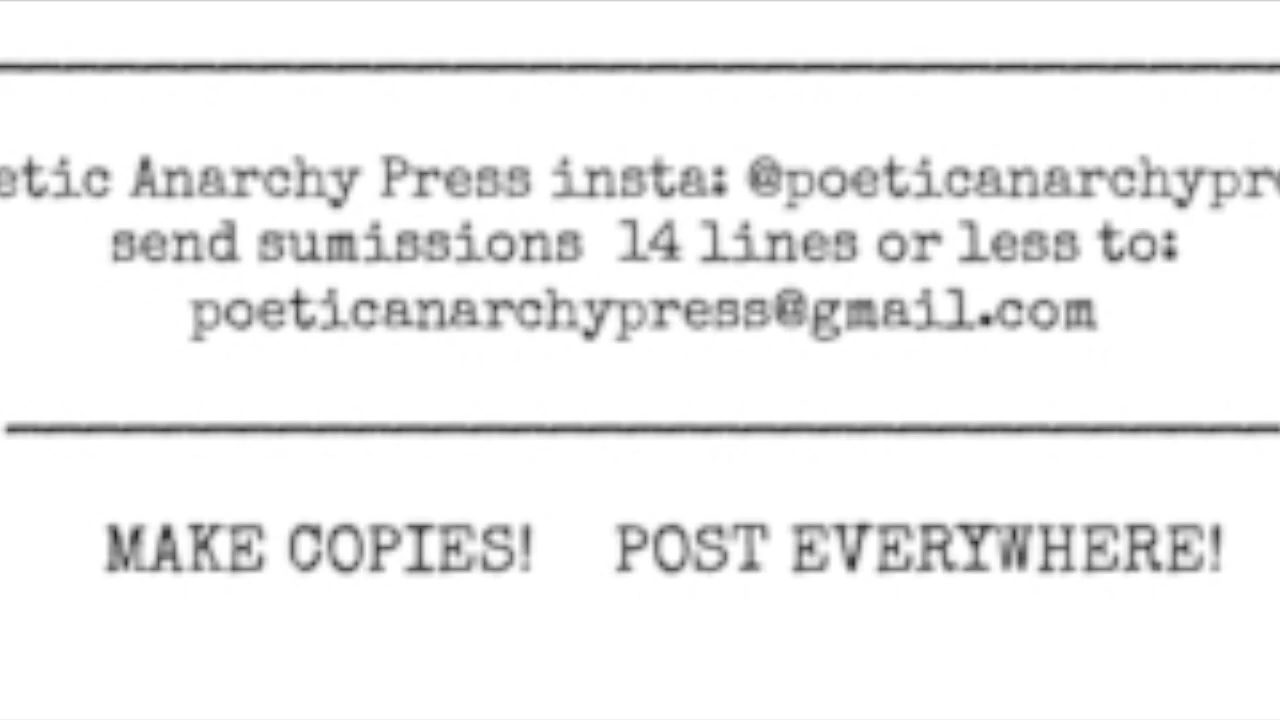 etic Anarchy Press insta: @poeticanarchypre
send sumissions 14 lines or less to:
poeticanarchypress@gmail.com
MAKE COPIES! POST EVERYWHERE!